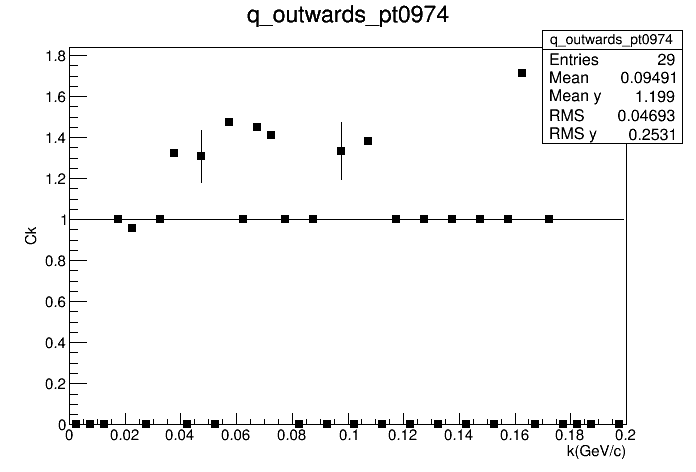 q_outwards_pt0974
q_outwards_pt0974
Entries 29
Mean 0.09491
Mean y 1.199
RMS 0.04693
RMS y 0.2531
1.8
1.6
1.4
1.2
1
0.8
0.6
0.4
0.2
0
Ck
0 0.02 0.04 0.06 0.08 0.1 0.12 0.14 0.16 0.18 0.2
k(GeV/c)